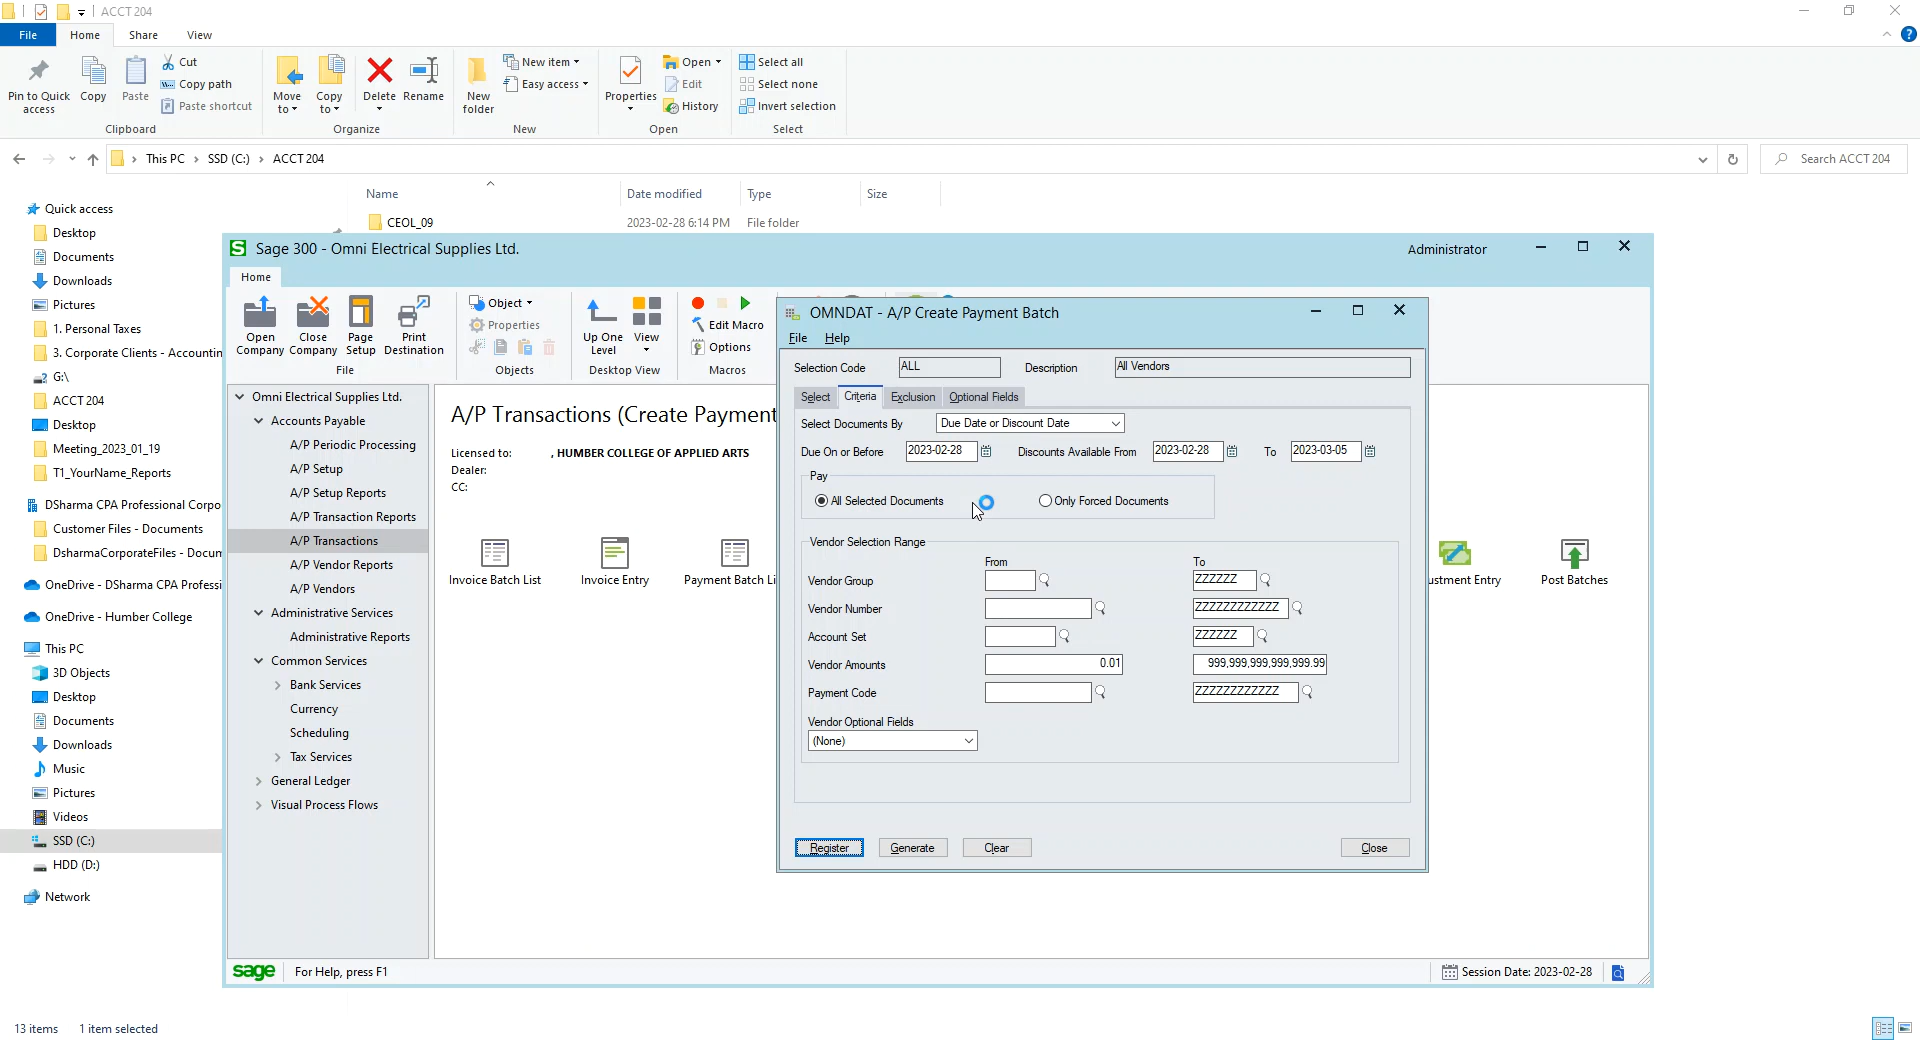 ACCT 204
File Home Share View
Pin to Quick access
Copy
Paste
Cut
Copy path
Paste shortcut
Clipboard
Move to
Copy to
Delete
Rename
Organize
New folder
New item
Easy access
New
Properties
Open
Edit
History
Open
Select all
Select none
Invert selection
Select
This PC › SSD (C:) › ACCT 204
Search ACCT 204
Name Date modified Type Size
CEOL_09 2023-02-28 6:14 PM File folder
Quick access
Desktop
Documents
Downloads
Pictures
1. Personal Taxes
3. Corporate Clients - Accountin
G:\
ACCT 204
Desktop
Meeting_2023_01_19
T1_YourName_Reports
DSharma CPA Professional Corpo
Customer Files - Documents
DsharmaCorporateFiles - Docum
OneDrive - DSharma CPA Professi
OneDrive - Humber College
This PC
3D Objects
Desktop
Documents
Downloads
Music
Pictures
Videos
SSD (C:)
HDD (D:)
Network
13 items 1 item selected
Sage 300 - Omni Electrical Supplies Ltd.
Administrator
Home
Open Company
Close Company
Page Setup
Print Destination
File
Object
Properties
Objects
Up One Level
View
Desktop View
Edit Macro
Options
Macros
Omni Electrical Supplies Ltd.
Accounts Payable
A/P Periodic Processing
A/P Setup
A/P Setup Reports
A/P Transaction Reports
A/P Transactions
A/P Vendor Reports
A/P Vendors
Administrative Services
Administrative Reports
Common Services
Bank Services
Currency
Scheduling
Tax Services
General Ledger
Visual Process Flows
A/P Transactions (Create Payment
Licensed to: , HUMBER COLLEGE OF APPLIED ARTS
Dealer:
CC:
Invoice Batch List
Invoice Entry
Payment Batch Li
ustment Entry
Post Batches
sage For Help, press F1
Session Date: 2023-02-28
OMNDAT - A/P Create Payment Batch
File Help
Selection Code ALL Description All Vendors
Select Criteria Exclusion Optional Fields
Select Documents By Due Date or Discount Date
Due On or Before 2023-02-28 Discounts Available From 2023-02-28 To 2023-03-05
Pay
All Selected Documents Only Forced Documents
Vendor Selection Range
From To
Vendor Group ZZZZZZ
Vendor Number ZZZZZZZZZZZZ
Account Set ZZZZZZ
Vendor Amounts 0.01 999,999,999,999,999.99
Payment Code ZZZZZZZZZZZZ
Vendor Optional Fields
(None)
Register Generate Clear Close